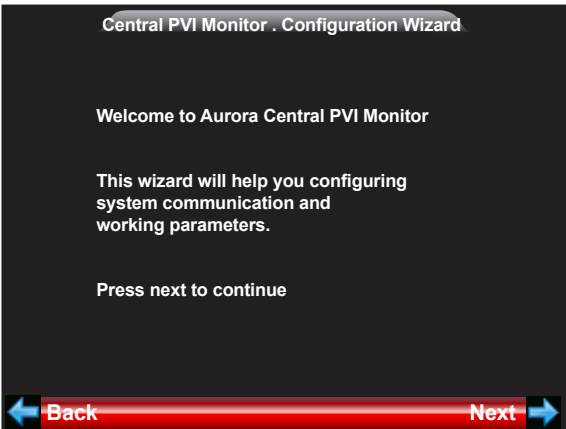 Central PVI Monitor . Configuration Wizard
Welcome to Aurora Central PVI Monitor
This wizard will help you configuring
system communication and
working parameters.
Press next to continue
Back Next